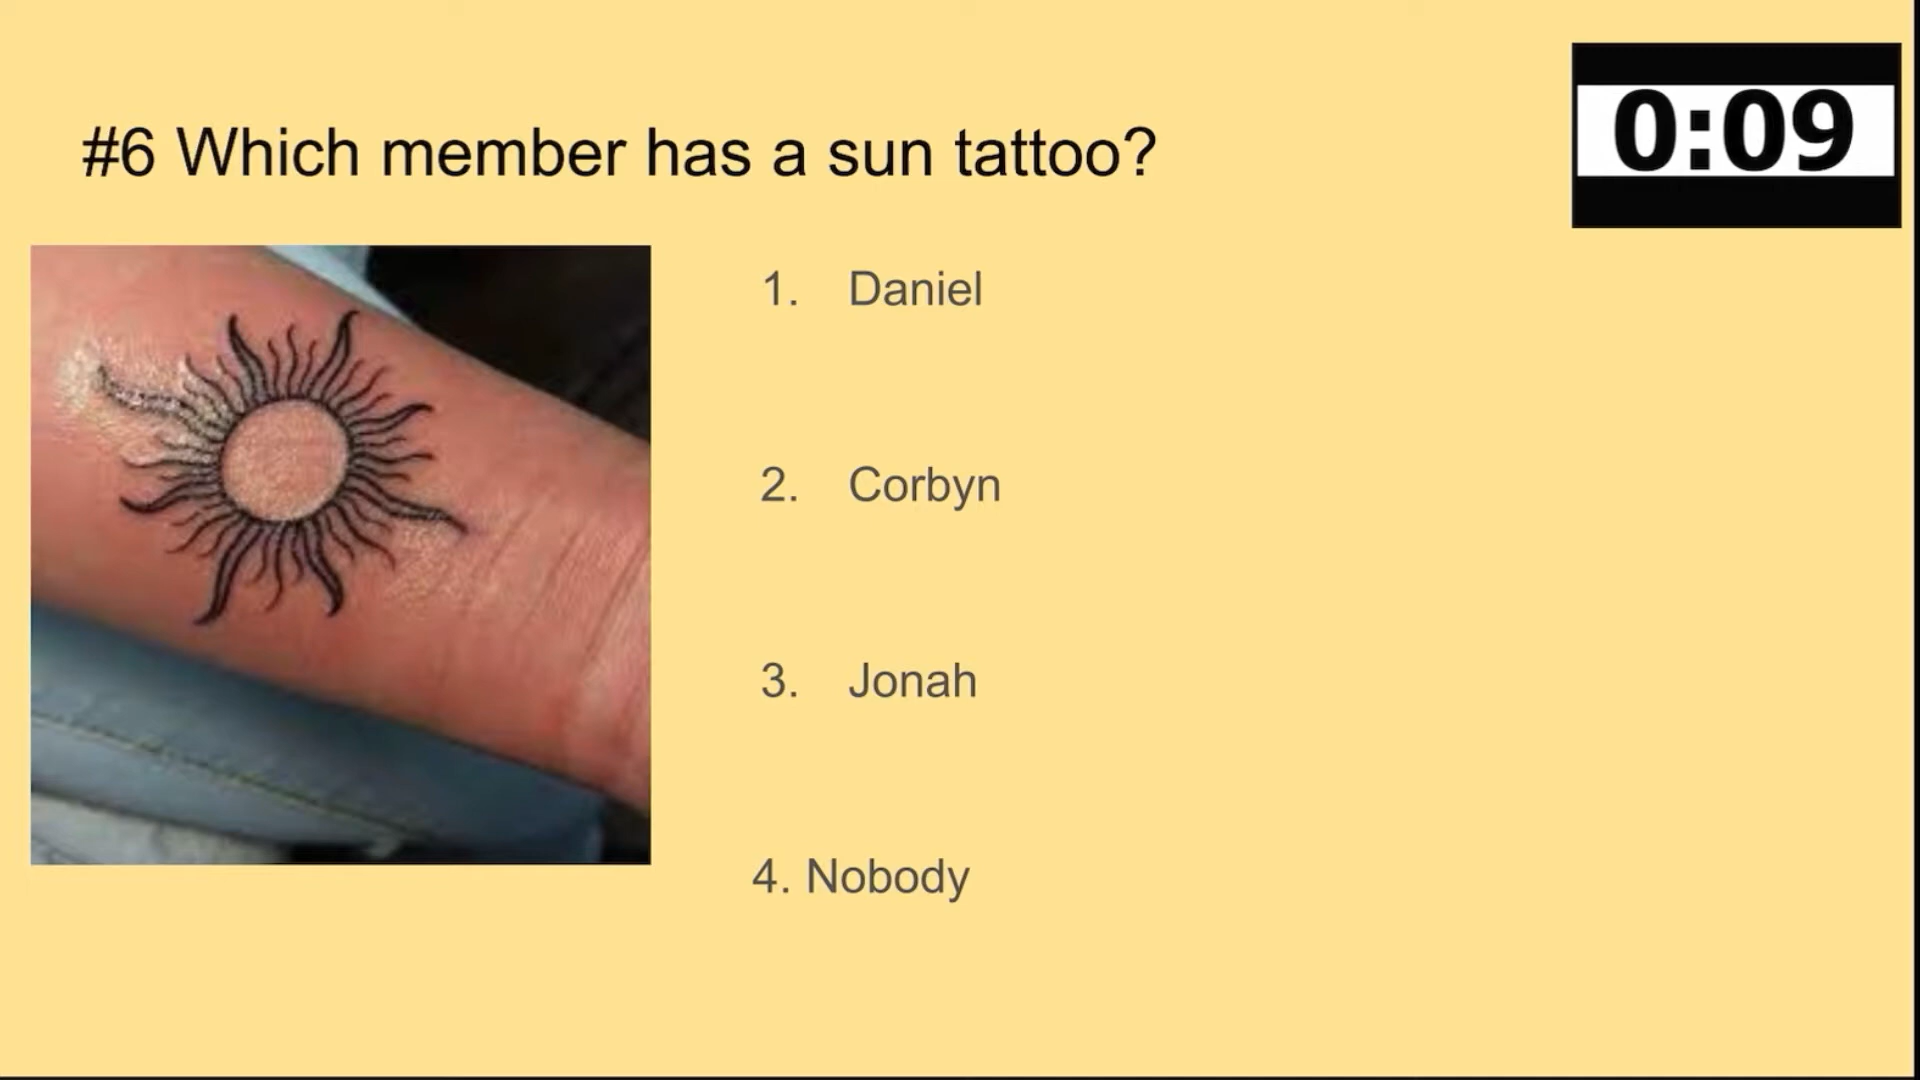 #6 Which member has a sun tattoo?
0:09
1. Daniel
2. Corbyn
3. Jonah
4. Nobody